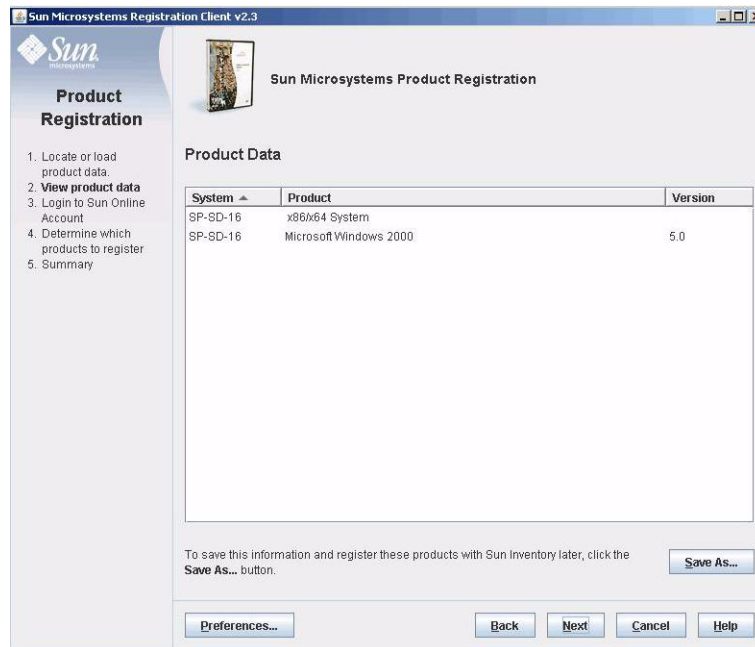 Sun Microsystems Registration Client v2.3
Sun
microsystems
Product
Registration
1. Locate or load
product data.
2. View product data
3. Login to Sun Online
Account
4. Determine which
products to register
5. Summary
Sun Microsystems Product Registration
Product Data
System Product Version
SP-SD-16 x86/x64 System
SP-SD-16 Microsoft Windows 2000 5.0
To save this information and register these products with Sun Inventory later, click the
Save As... button.
Save As...
Preferences...
Back
Next
Cancel
Help